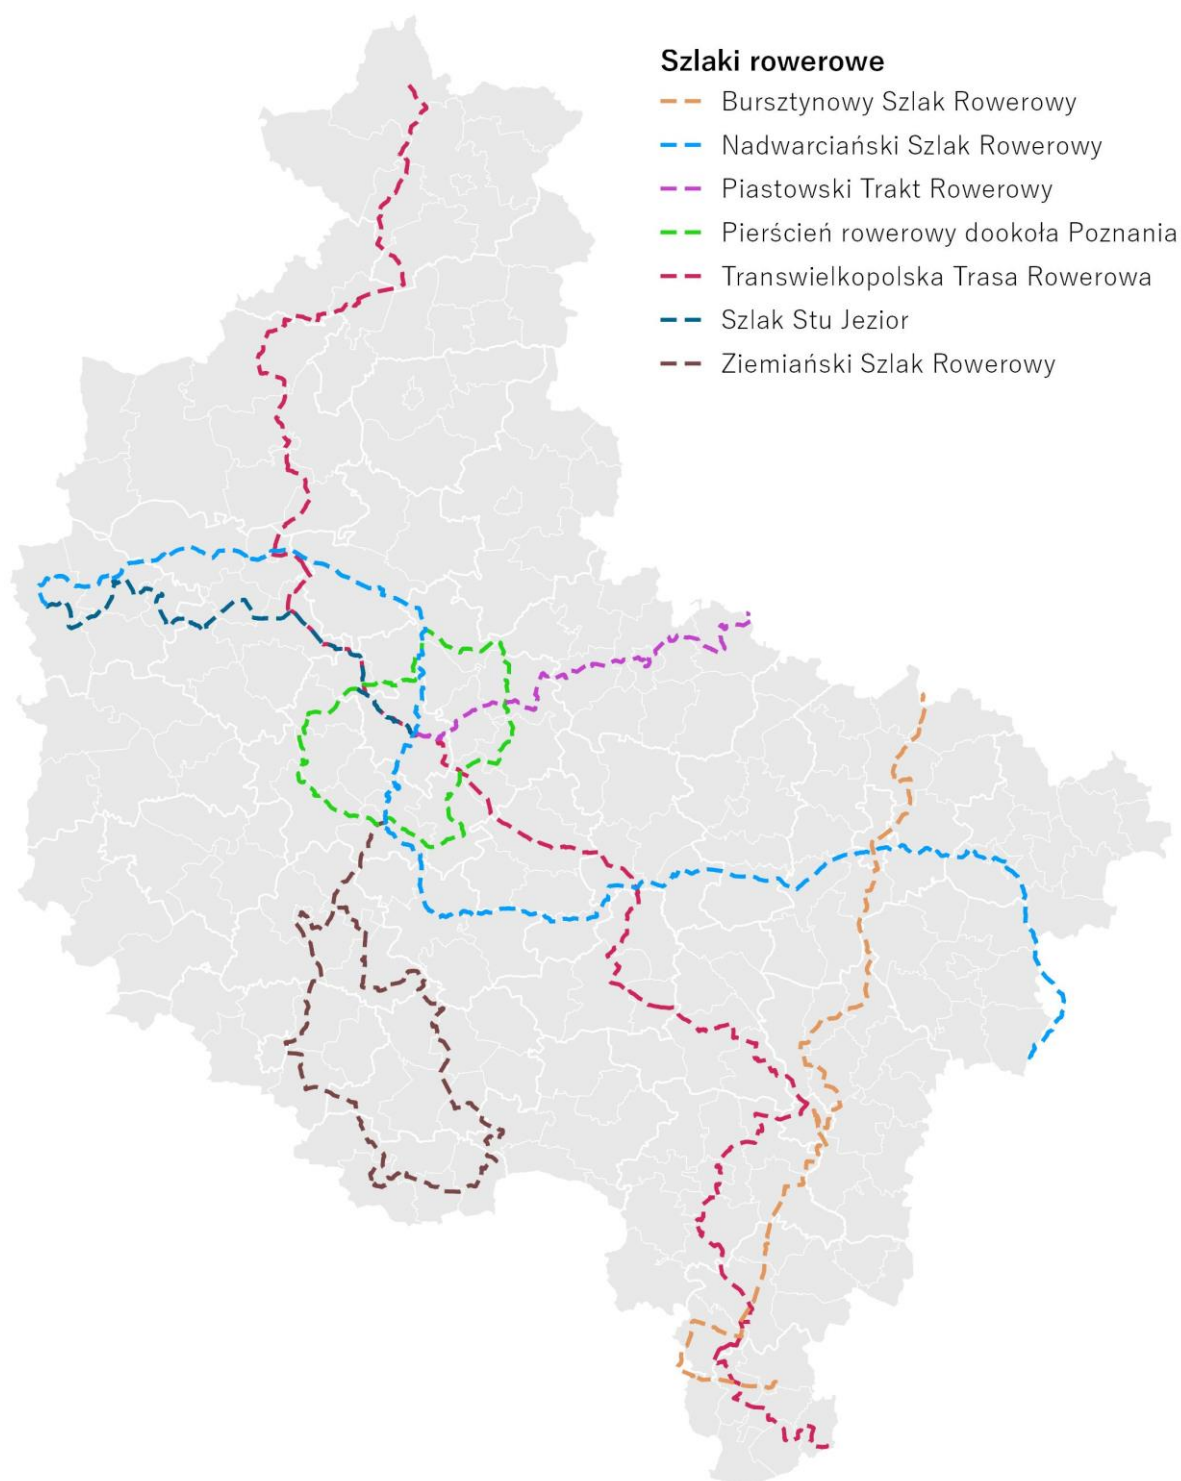 Szlaki rowerowe
Bursztynowy Szlak Rowerowy
Nadwarciański Szlak Rowerowy
Piastowski Trakt Rowerowy
Pierścień rowerowy dookoła Poznania
Transwielkopolska Trasa Rowerowa
Szlak Stu Jezior
Ziemiański Szlak Rowerowy